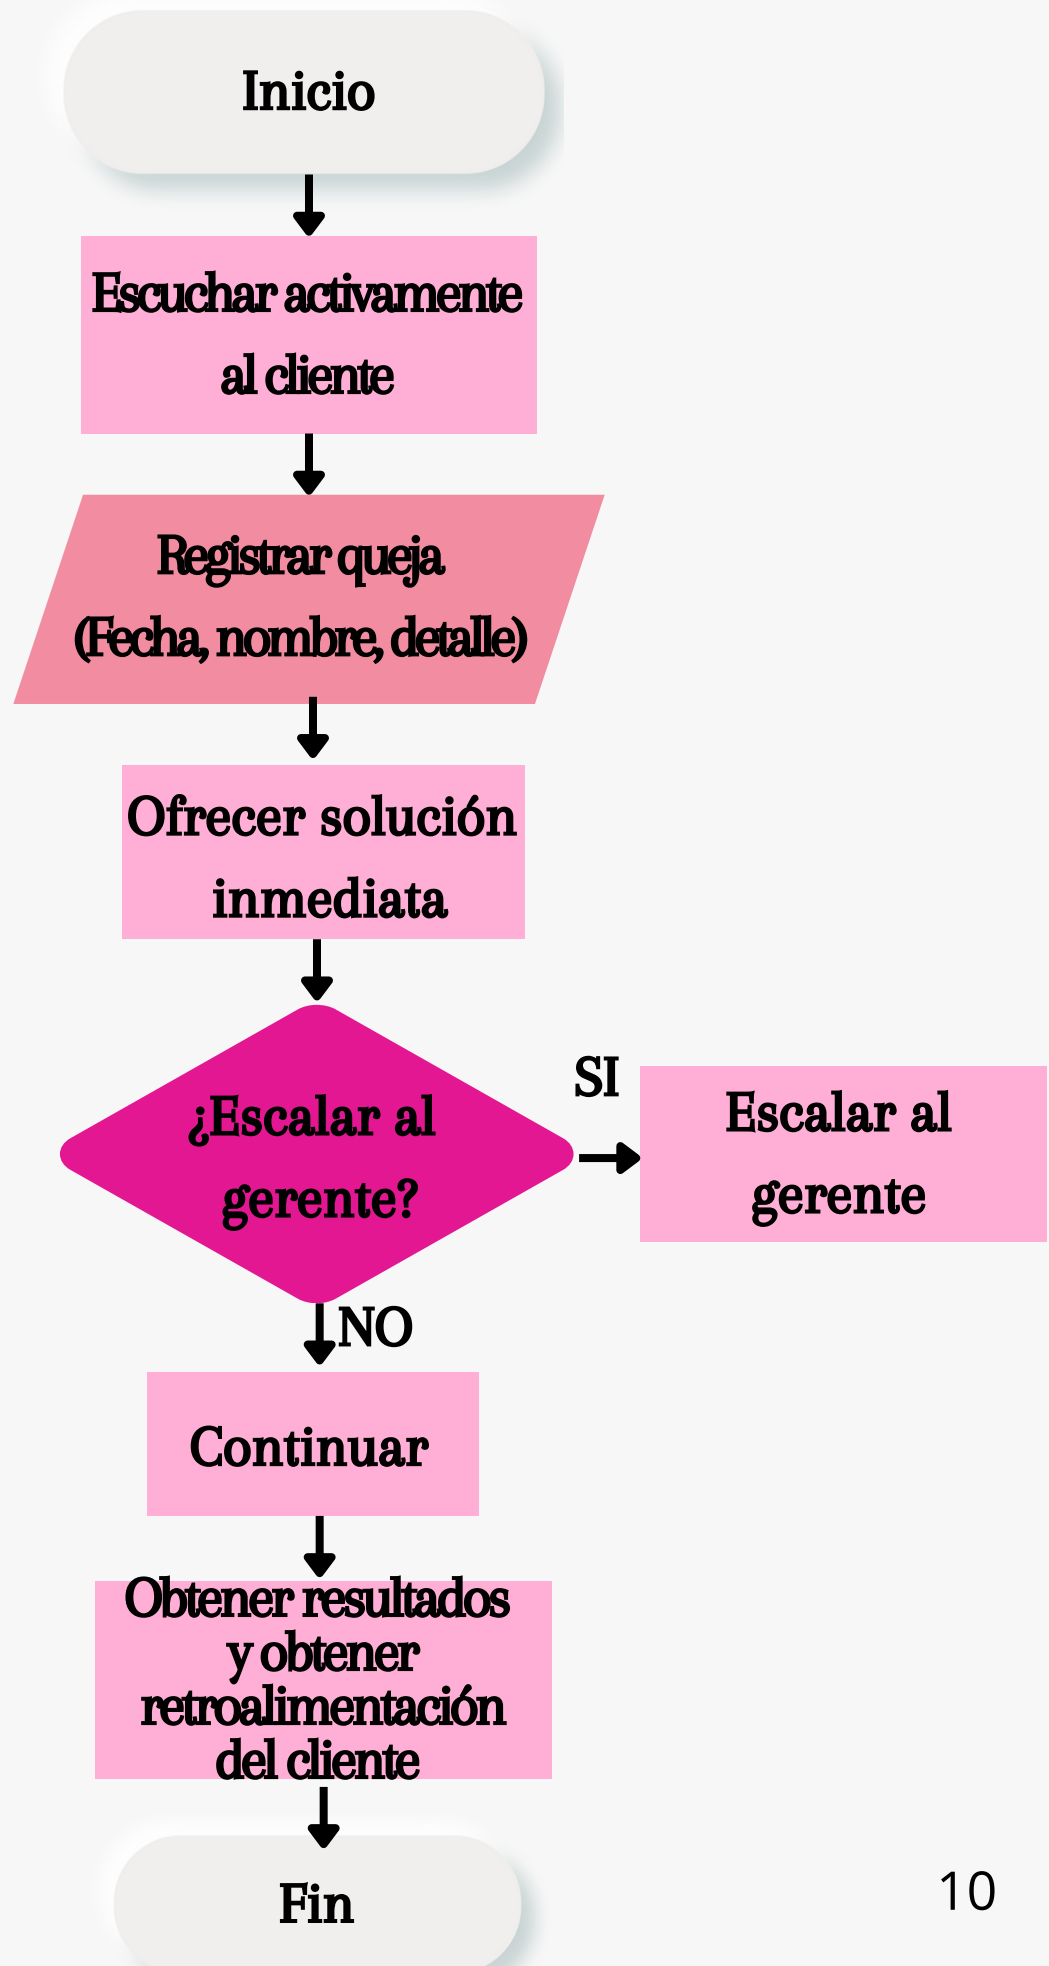 Inicio
Escuchar activamente
al cliente
Registrar queja
(Fecha, nombre, detalle)
Ofrecer solución
inmediata
¿Escalar al
gerente?
SI
Escalar al
gerente
NO
Continuar
Obtener resultados
y obtener
retroalimentación
del cliente
Fin
10